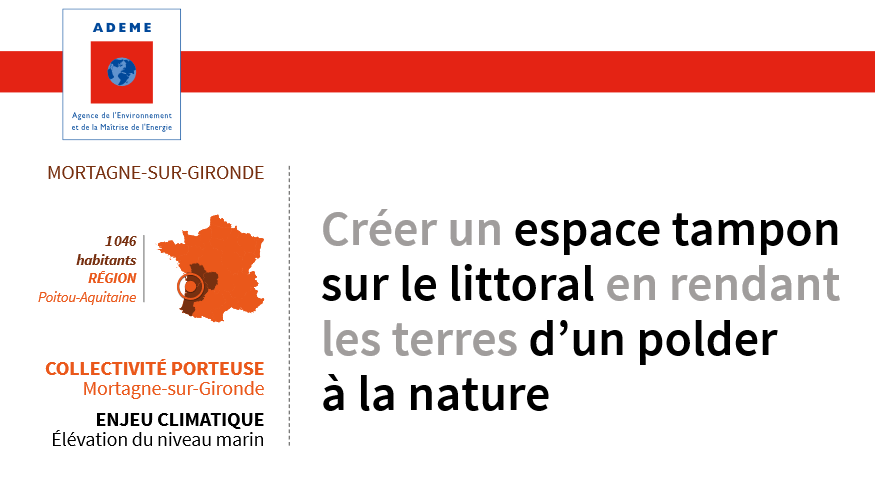 ADEME
Agence de l'Environnement
et de la Maîtrise de l'Energie
MORTAGNE-SUR-GIRONDE
1 046
habitants
RÉGION
Poitou-Aquitaine
COLLECTIVITÉ PORTEUSE
Mortagne-sur-Gironde
ENJEU CLIMATIQUE
Élévation du niveau marin
Créer un espace tampon
sur le littoral en rendant
les terres d’un polder
à la nature